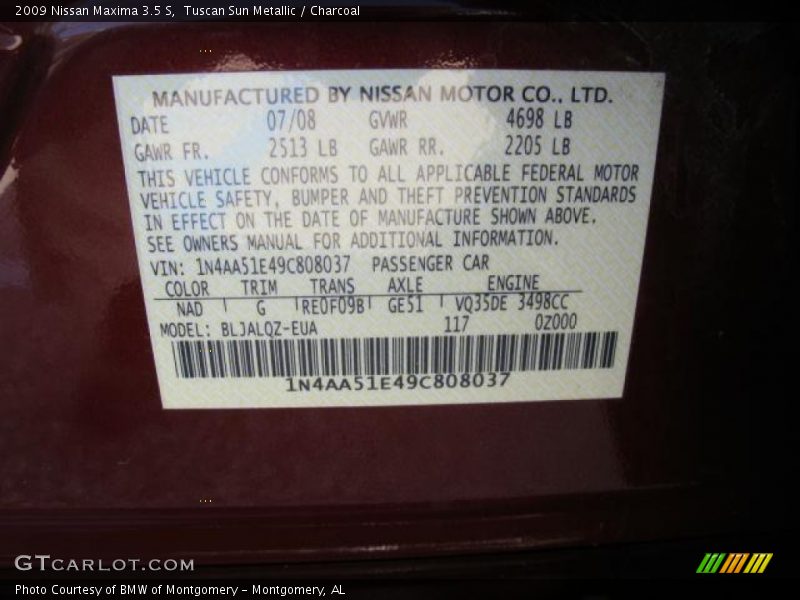 2009 Nissan Maxima 3.5 S,  Tuscan Sun Metallic / Charcoal
MANUFACTURED BY NISSAN MOTOR CO., LTD.
DATE 07/08 GVWR 4698 LB
GAWR FR. 2513 LB GAWR RR. 2205 LB
THIS VEHICLE CONFORMS TO ALL APPLICABLE FEDERAL MOTOR
VEHICLE SAFETY, BUMPER AND THEFT PREVENTION STANDARDS
IN EFFECT ON THE DATE OF MANUFACTURE SHOWN ABOVE.
SEE OWNERS MANUAL FOR ADDITIONAL INFORMATION.
VIN: 1N4AA51E49C808037 PASSENGER CAR
COLOR TRIM TRANS AXLE ENGINE
NAD G RE0F09B GE51 VQ35DE 3498CC
MODEL: BLJALQZ-EUA 117 0Z000
1N4AA51E49C808037
GTCARLOT.COM
Photo Courtesy of BMW of Montgomery - Montgomery, AL